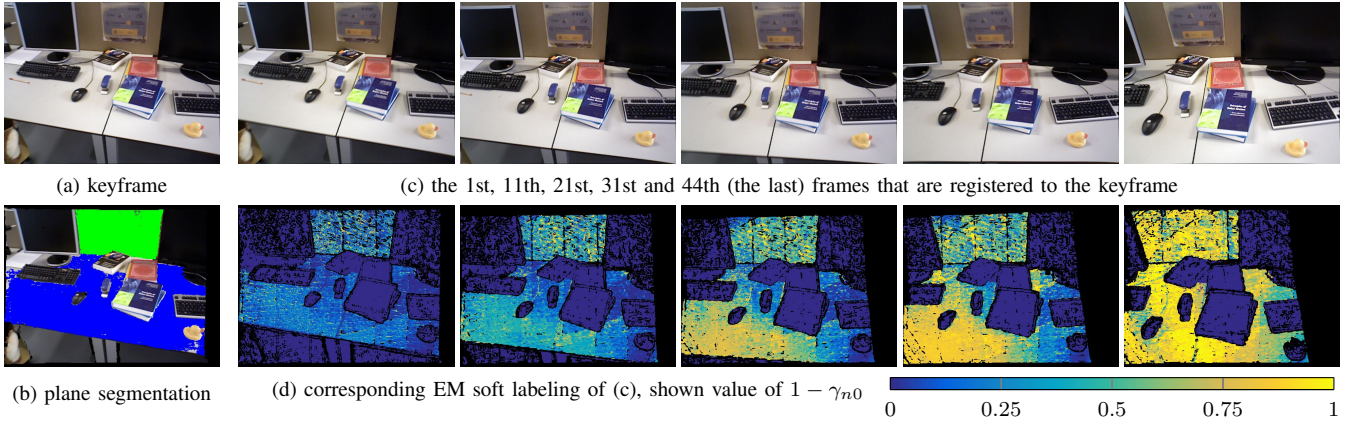 (a) keyframe
(c) the 1st, 11th, 21st, 31st and 44th (the last) frames that are registered to the keyframe
(b) plane segmentation
(d) corresponding EM soft labeling of (c), shown value of 1 − γn0
0 0.25 0.5 0.75 1